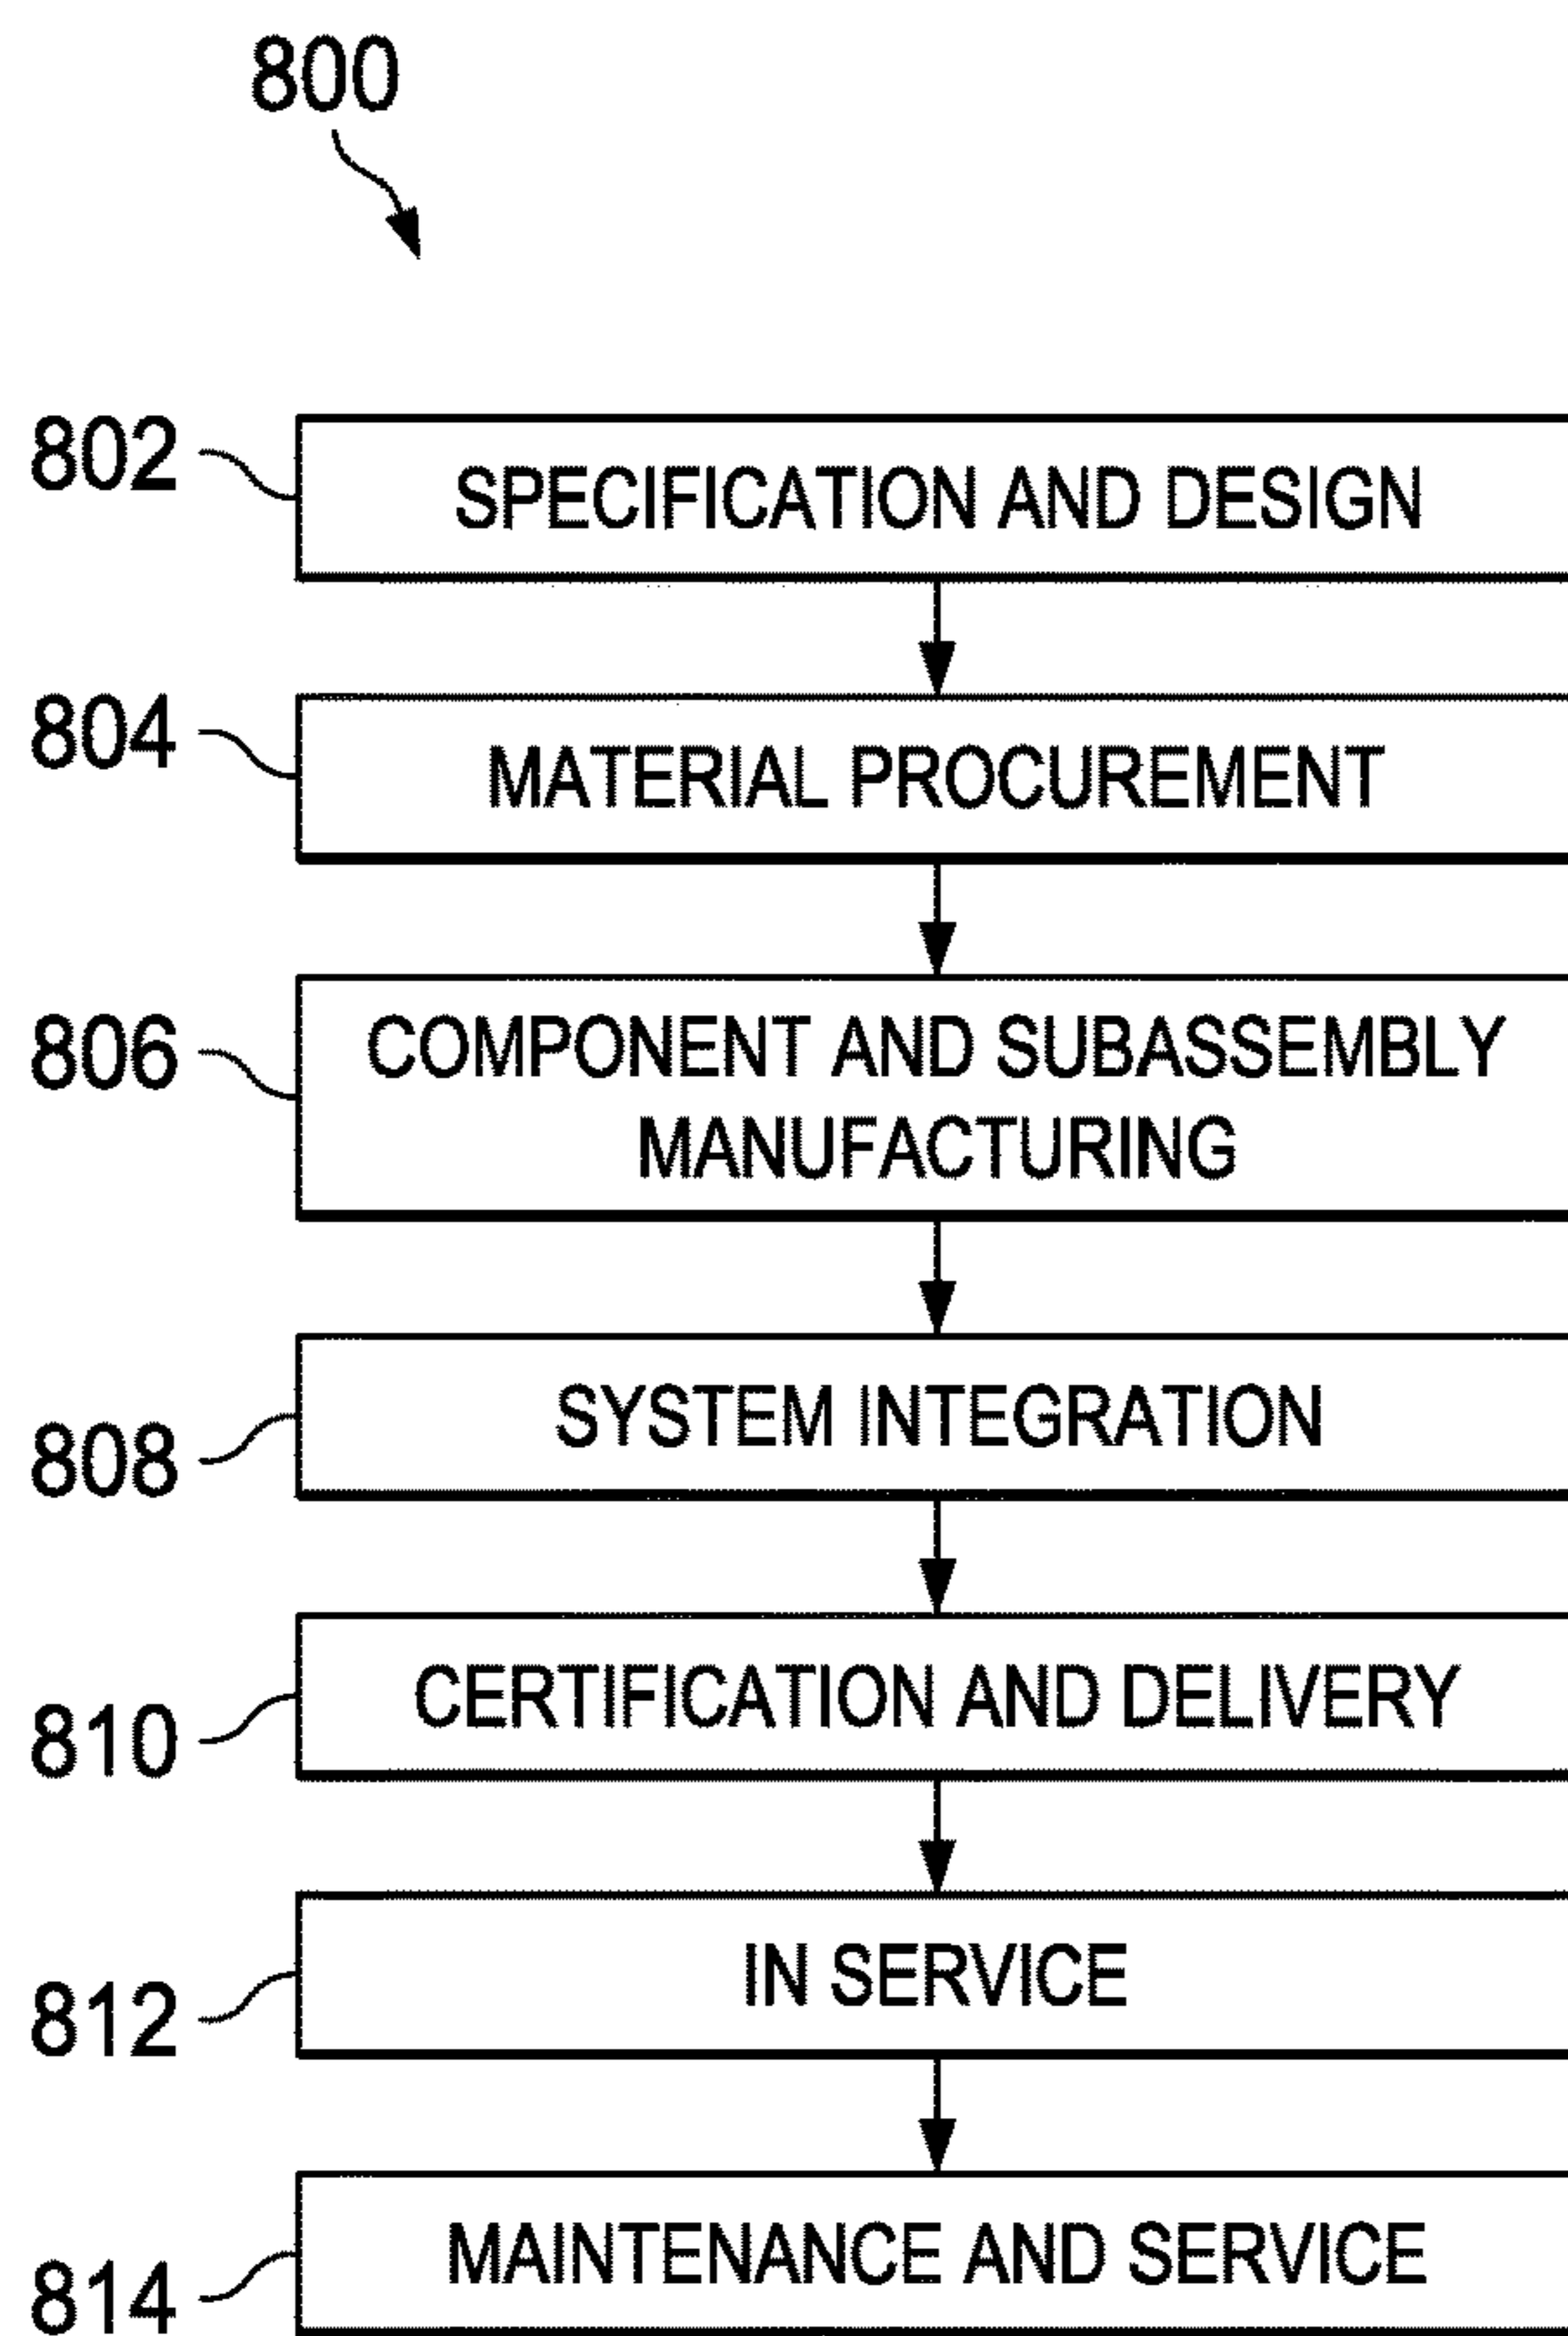 800
802
SPECIFICATION AND DESIGN
804
MATERIAL PROCUREMENT
806
COMPONENT AND SUBASSEMBLY
MANUFACTURING
808
SYSTEM INTEGRATION
810
CERTIFICATION AND DELIVERY
812
IN SERVICE
814
MAINTENANCE AND SERVICE